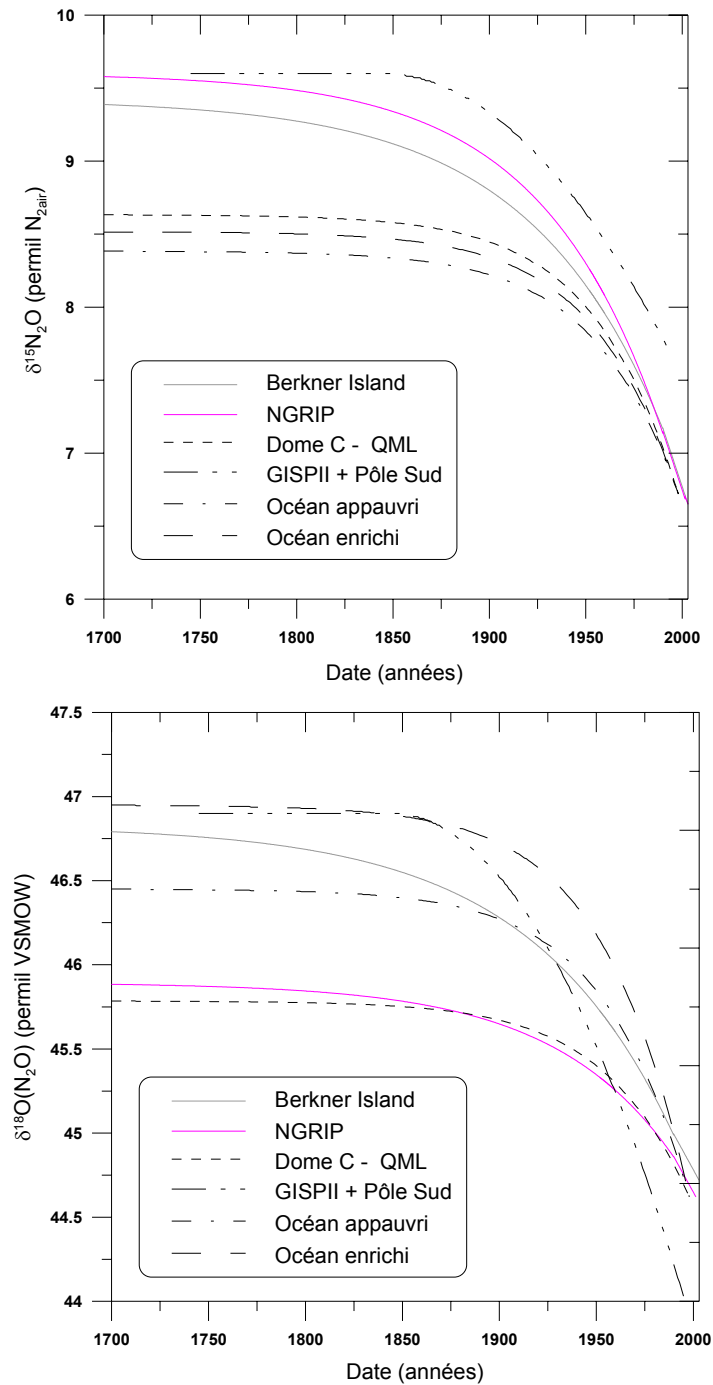 10
9
8
7
6
δ¹⁵N₂O (permil N₂air)
Berkner Island
NGRIP
Dome C - QML
GISPII + Pôle Sud
Océan appauvri
Océan enrichi
1700 1750 1800 1850 1900 1950 2000
Date (années)
47.5
47
46.5
46
45.5
45
44.5
44
δ¹⁸O(N₂O) (permil VSMOW)
Berkner Island
NGRIP
Dome C - QML
GISPII + Pôle Sud
Océan appauvri
Océan enrichi
1700 1750 1800 1850 1900 1950 2000
Date (années)